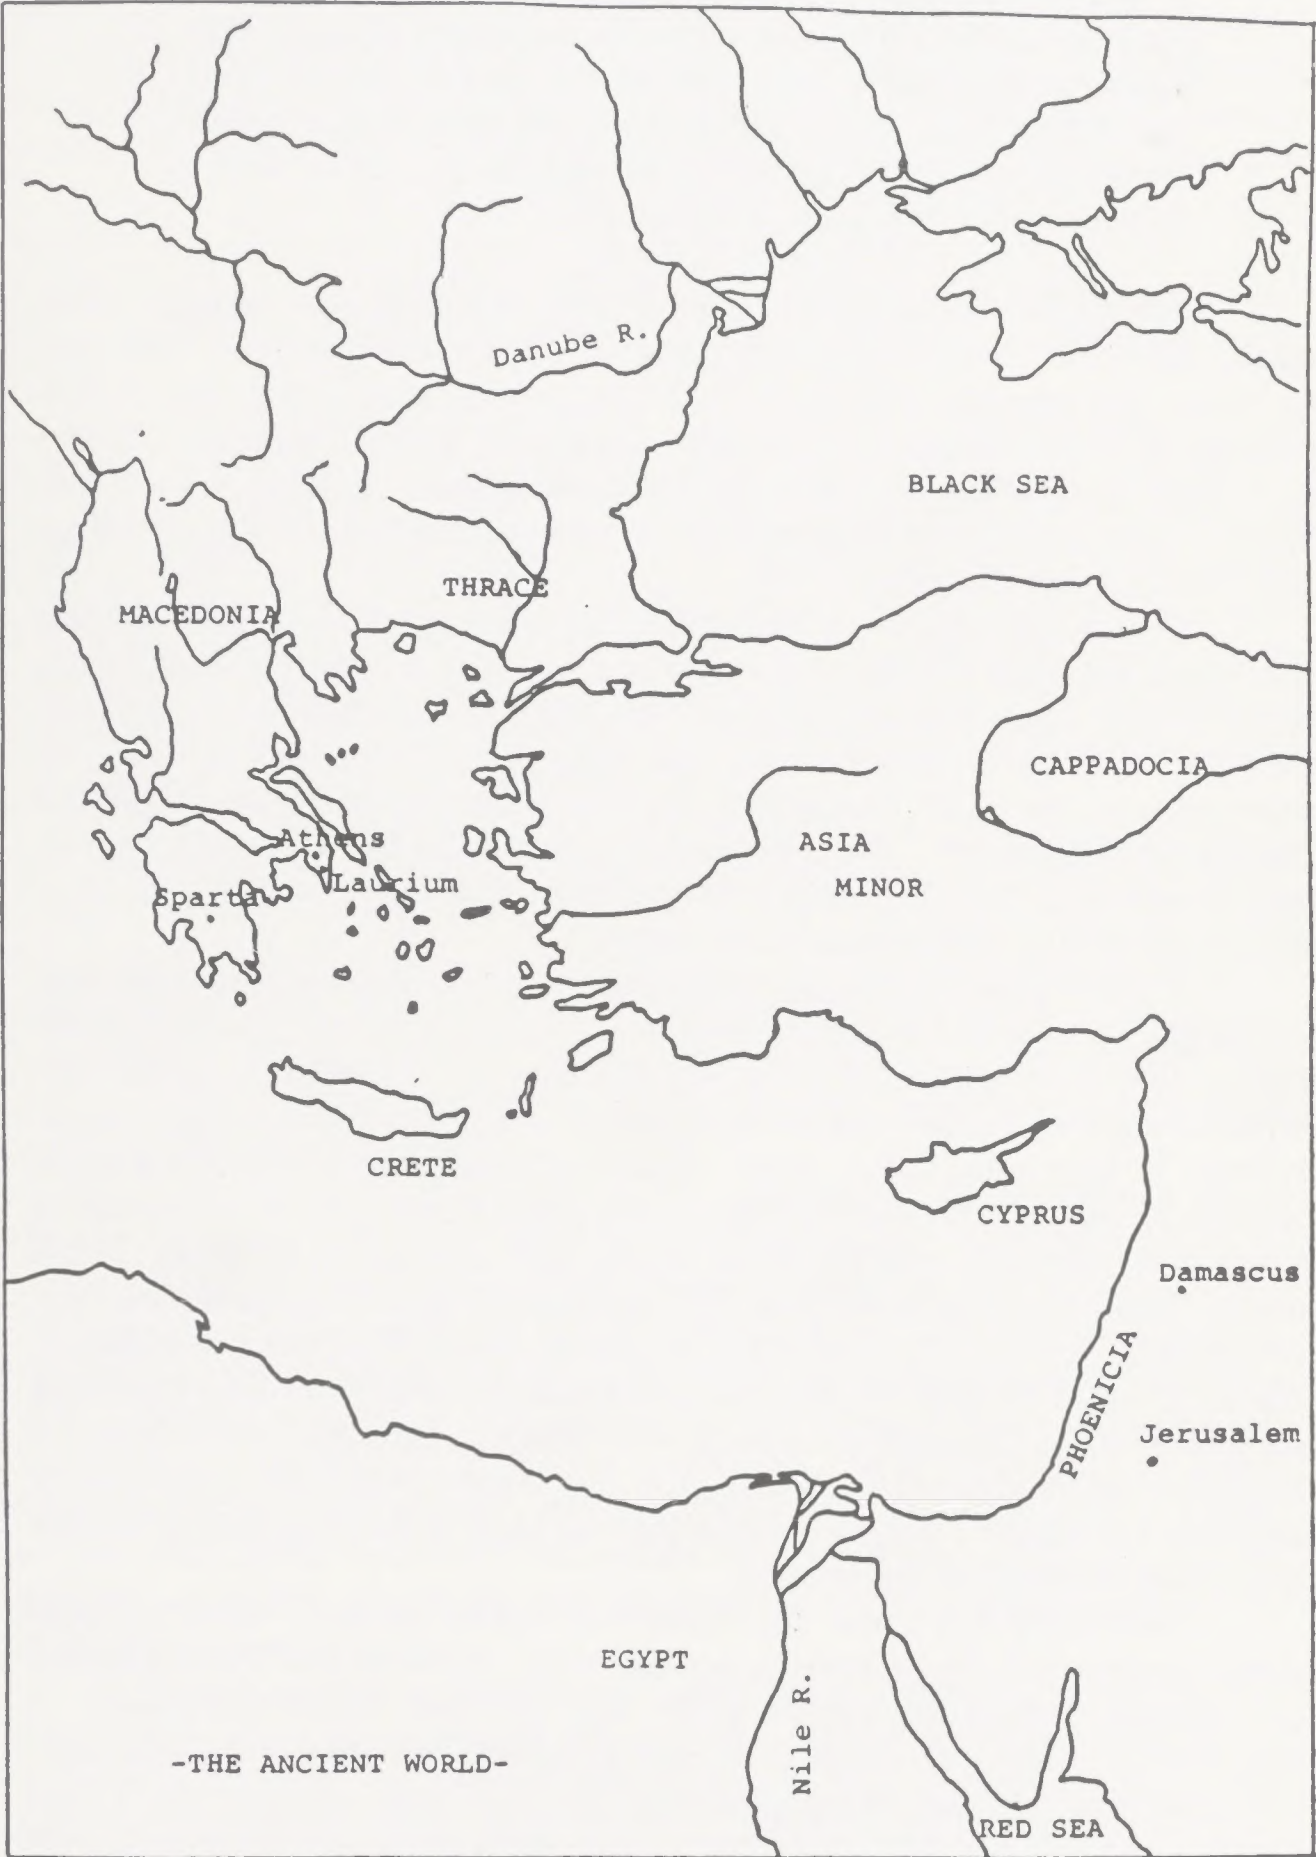 Danube R.
BLACK SEA
THRACE
MACEDONIA
CAPPADOCIA
Athens
ASIA
MINOR
Laurium
Sparta
CRETE
CYPRUS
Damascus
PHOENICIA
Jerusalem
EGYPT
Nile R.
-THE ANCIENT WORLD-
RED SEA